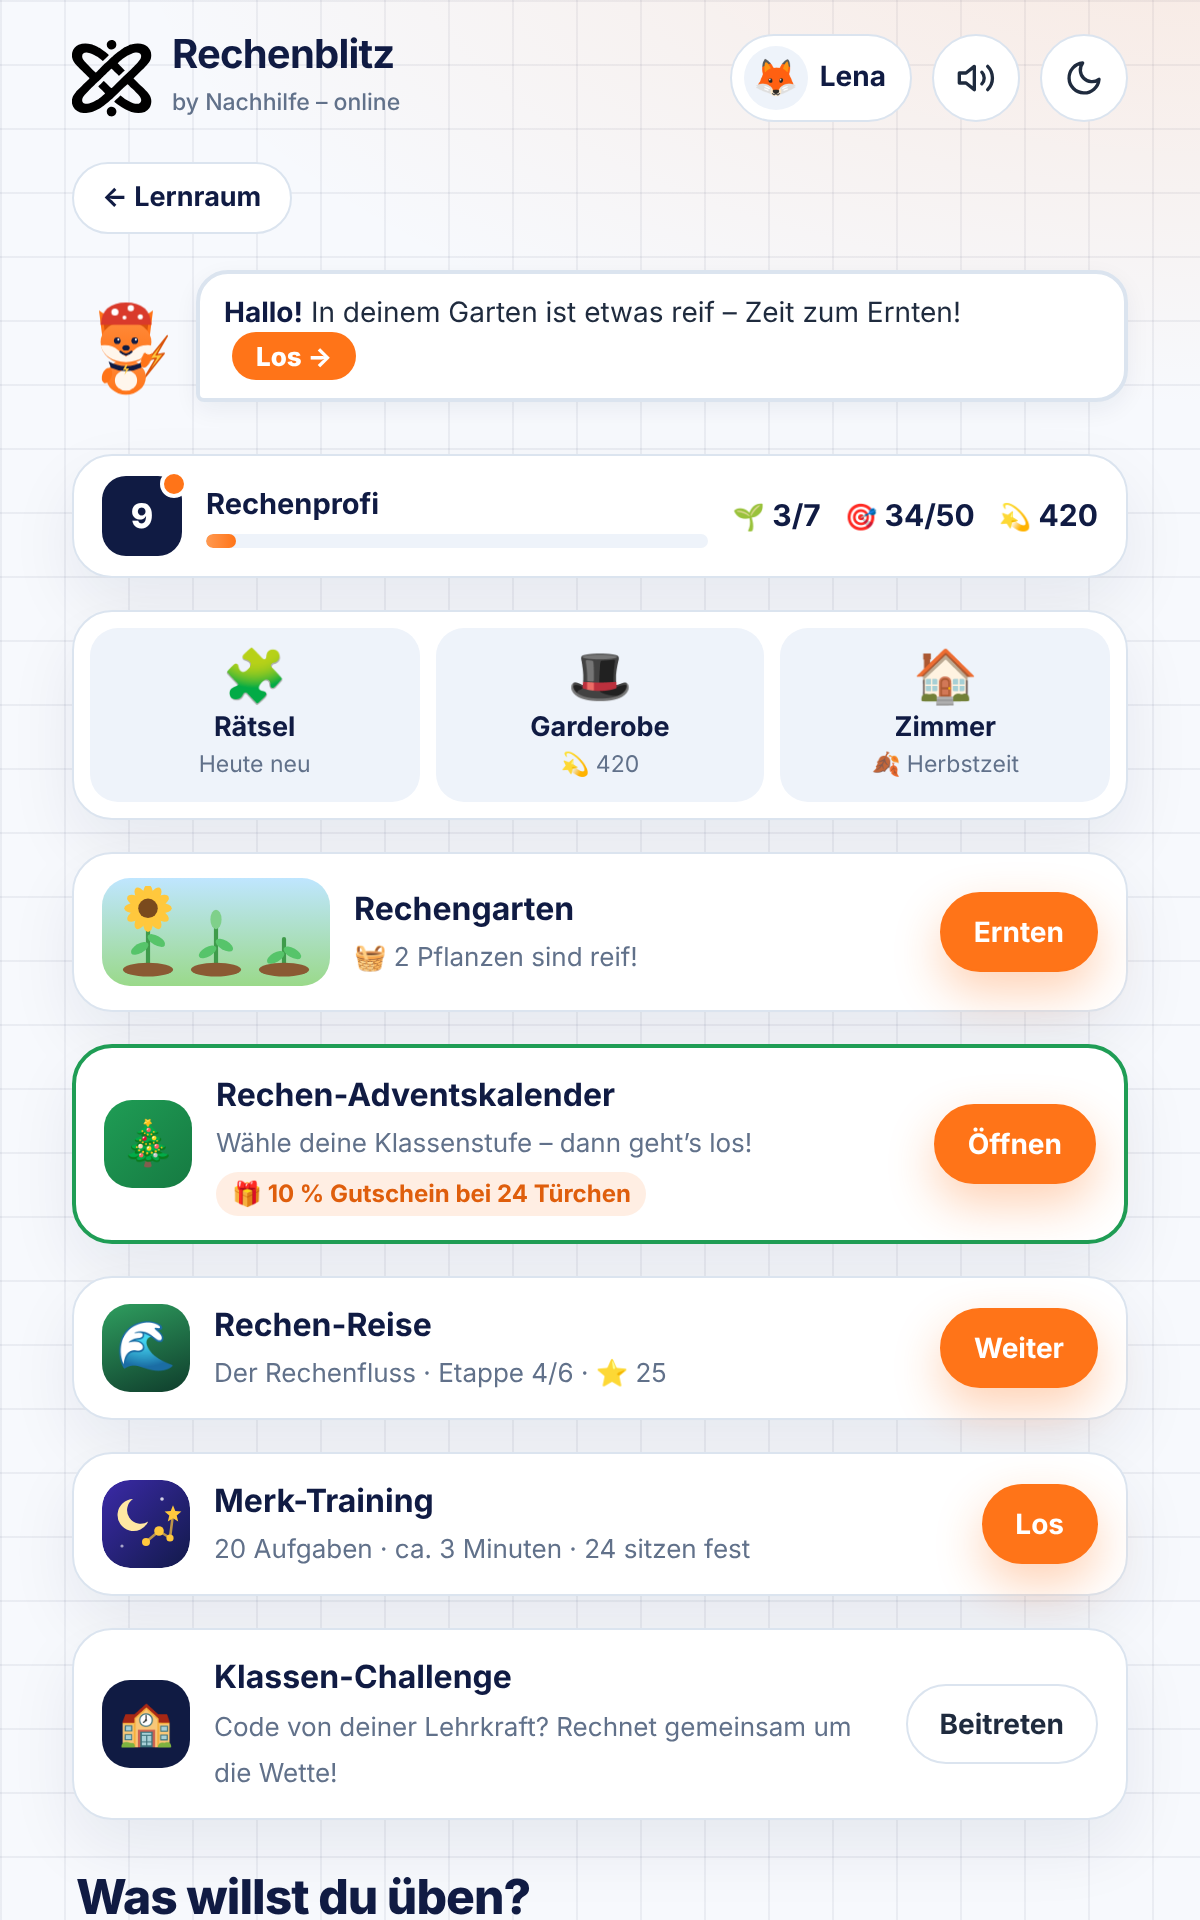 Rechenblitz
by Nachhilfe – online
Lena
← Lernraum
Hallo! In deinem Garten ist etwas reif – Zeit zum Ernten!
Los →
9
Rechenprofi
🌱 3/7 🎯 34/50 💫 420
Rätsel
Heute neu
Garderobe
💫 420
Zimmer
🍂 Herbstzeit
Rechengarten
🧺 2 Pflanzen sind reif!
Ernten
Rechen-Adventskalender
Wähle deine Klassenstufe – dann geht’s los!
🎁 10 % Gutschein bei 24 Türchen
Öffnen
Rechen-Reise
Der Rechenfluss · Etappe 4/6 · ⭐ 25
Weiter
Merk-Training
20 Aufgaben · ca. 3 Minuten · 24 sitzen fest
Los
Klassen-Challenge
Code von deiner Lehrkraft? Rechnet gemeinsam um
die Wette!
Beitreten
Was willst du üben?